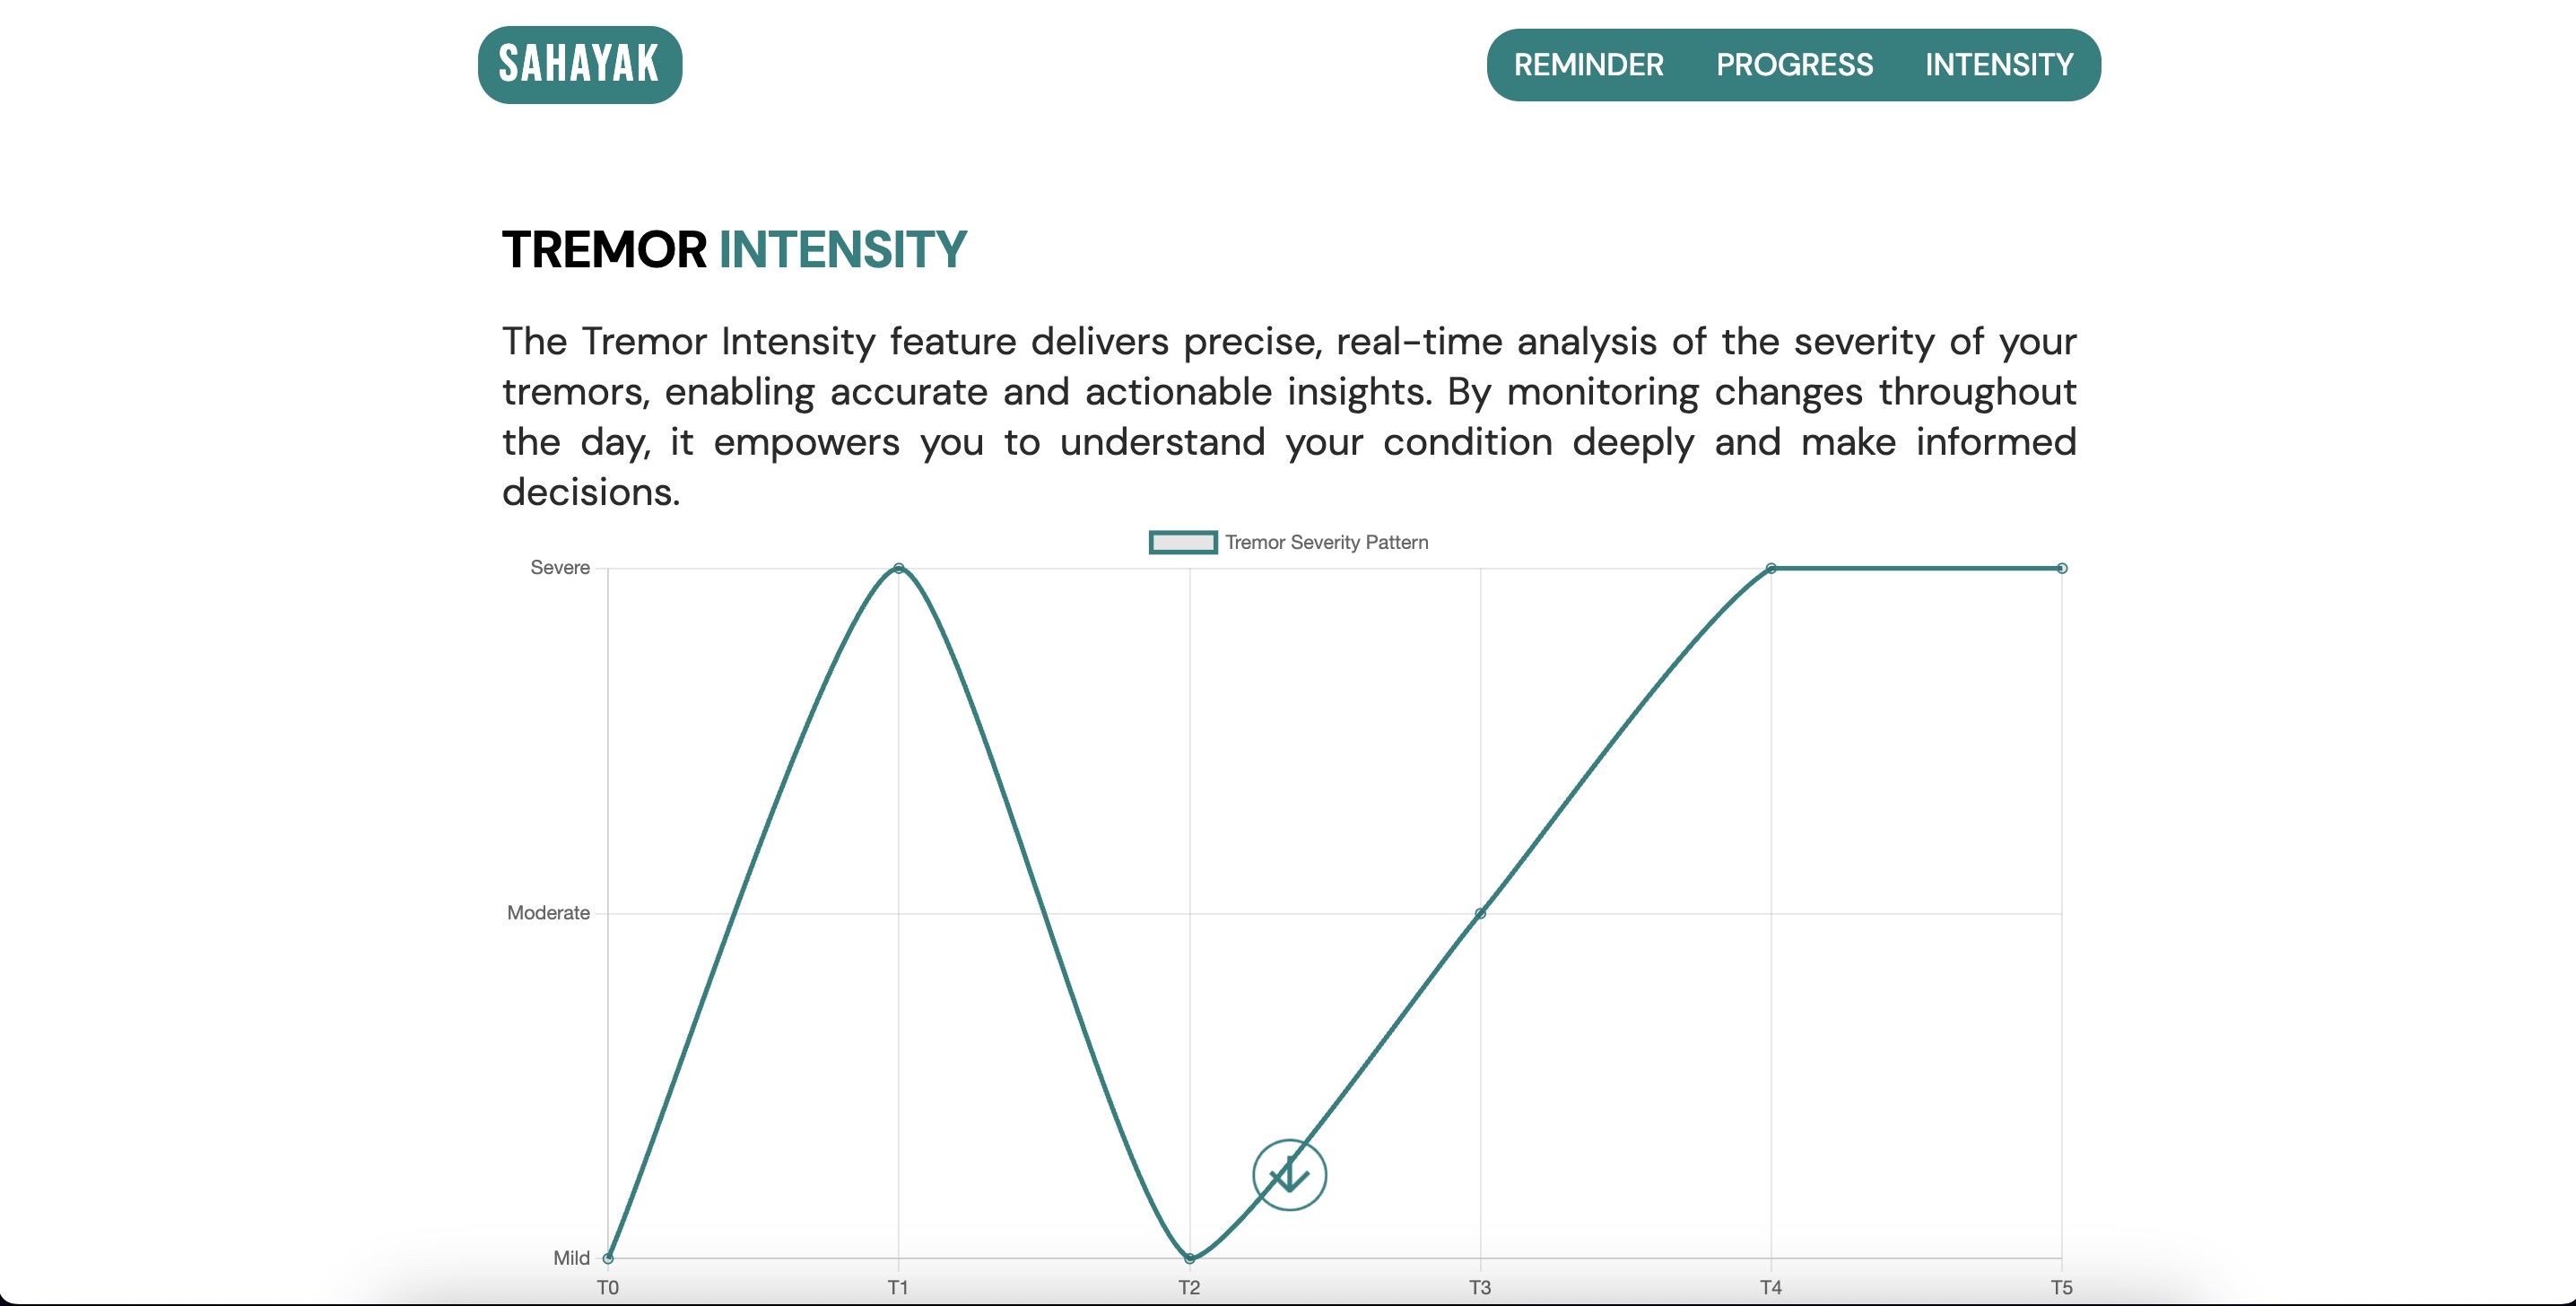 SAHAYAK
REMINDER PROGRESS INTENSITY
TREMOR INTENSITY
The Tremor Intensity feature delivers precise, real-time analysis of the severity of your
tremors, enabling accurate and actionable insights. By monitoring changes throughout
the day, it empowers you to understand your condition deeply and make informed
decisions.
Tremor Severity Pattern
Severe
Moderate
Mild
T0 T1 T2 T3 T4 T5